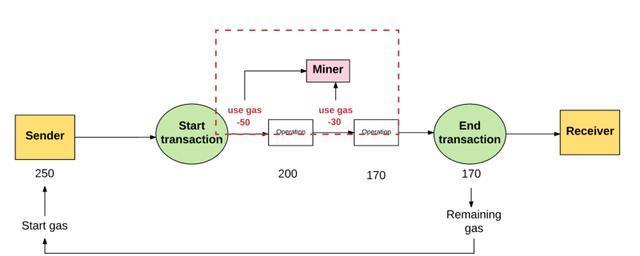 Miner
use gas
-50
use gas
-30
Sender
Start
transaction
Operation
Operation
End
transaction
Receiver
250
200
170
170
Start gas
Remaining
gas